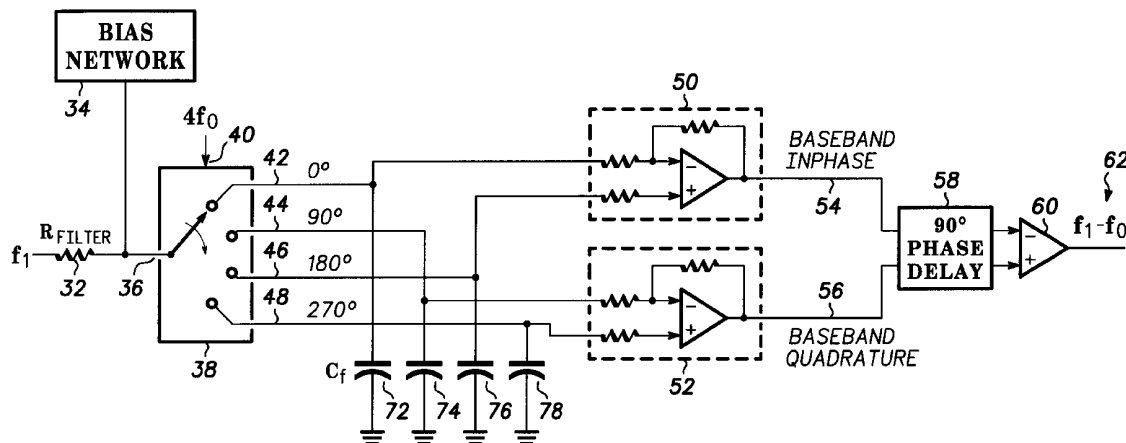 BIAS
NETWORK
34
4f0
40
42
0°
44
90°
46
180°
48
270°
RFILTER
f1
32
36
38
Cf
72
74
76
78
50
−
+
BASEBAND
INPHASE
54
52
−
+
56
BASEBAND
QUADRATURE
58
90°
PHASE
DELAY
−
+
60
62
f1-f0